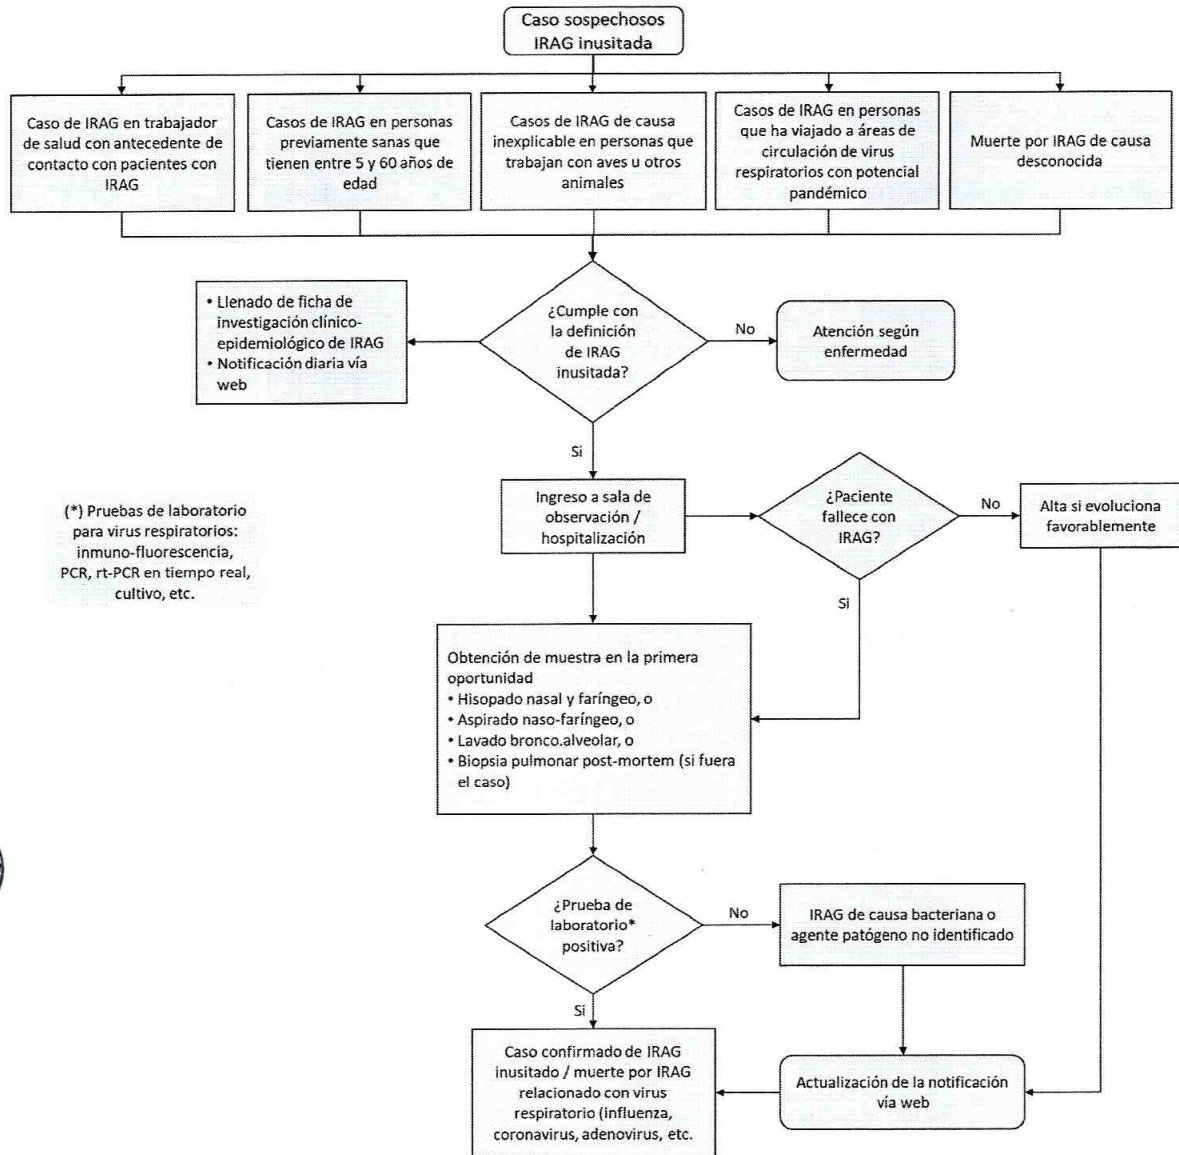 Caso sospechosos
IRAG inusitada
Caso de IRAG en trabajador
de salud con antecedente de
contacto con pacientes con
IRAG
Casos de IRAG en personas
previamente sanas que
tienen entre 5 y 60 años de
edad
Casos de IRAG de causa
inexplicable en personas que
trabajan con aves u otros
animales
Casos de IRAG en personas
que ha viajado a áreas de
circulación de virus
respiratorios con potencial
pandémico
Muerte por IRAG de causa
desconocida
• Llenado de ficha de
investigación clínico-
epidemiológico de IRAG
• Notificación diaria vía
web
¿Cumple con
la definición
de IRAG
inusitada?
No
Atención según
enfermedad
Si
Ingreso a sala de
observación /
hospitalización
¿Paciente
fallece con
IRAG?
No
Alta si evoluciona
favorablemente
Si
(*) Pruebas de laboratorio
para virus respiratorios:
inmuno-fluorescencia,
PCR, rt-PCR en tiempo real,
cultivo, etc.
Obtención de muestra en la primera
oportunidad
• Hisopado nasal y faríngeo, o
• Aspirado naso-faríngeo, o
• Lavado bronco.alveolar, o
• Biopsia pulmonar post-mortem (si fuera
el caso)
¿Prueba de
laboratorio*
positiva?
No
IRAG de causa bacteriana o
agente patógeno no identificado
Si
Caso confirmado de IRAG
inusitado / muerte por IRAG
relacionado con virus
respiratorio (influenza,
coronavirus, adenovirus, etc.
Actualización de la notificación
vía web